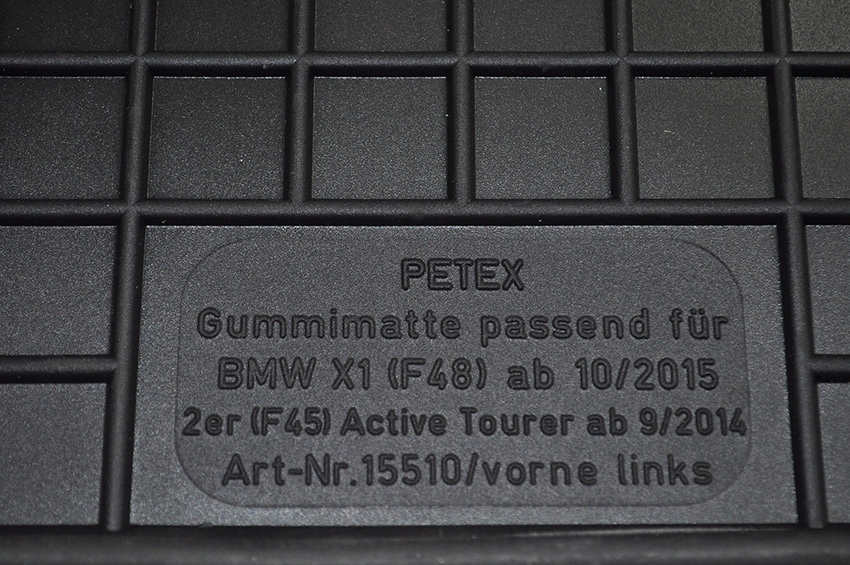 PETEX
Gummimatte passend für
BMW X1 (F48) ab 10/2015
2er (F45) Active Tourer ab 9/2014
Art-Nr.15510/vorne links